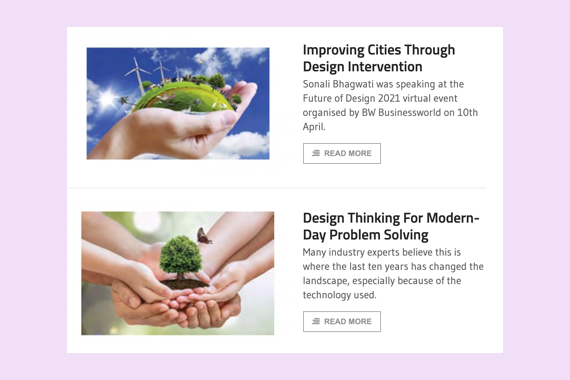 Improving Cities Through
Design Intervention
Sonali Bhagwati was speaking at the
Future of Design 2021 virtual event
organised by BW Businessworld on 10th
April.
READ MORE
Design Thinking For Modern-
Day Problem Solving
Many industry experts believe this is
where the last ten years has changed the
landscape, especially because of the
technology used.
READ MORE